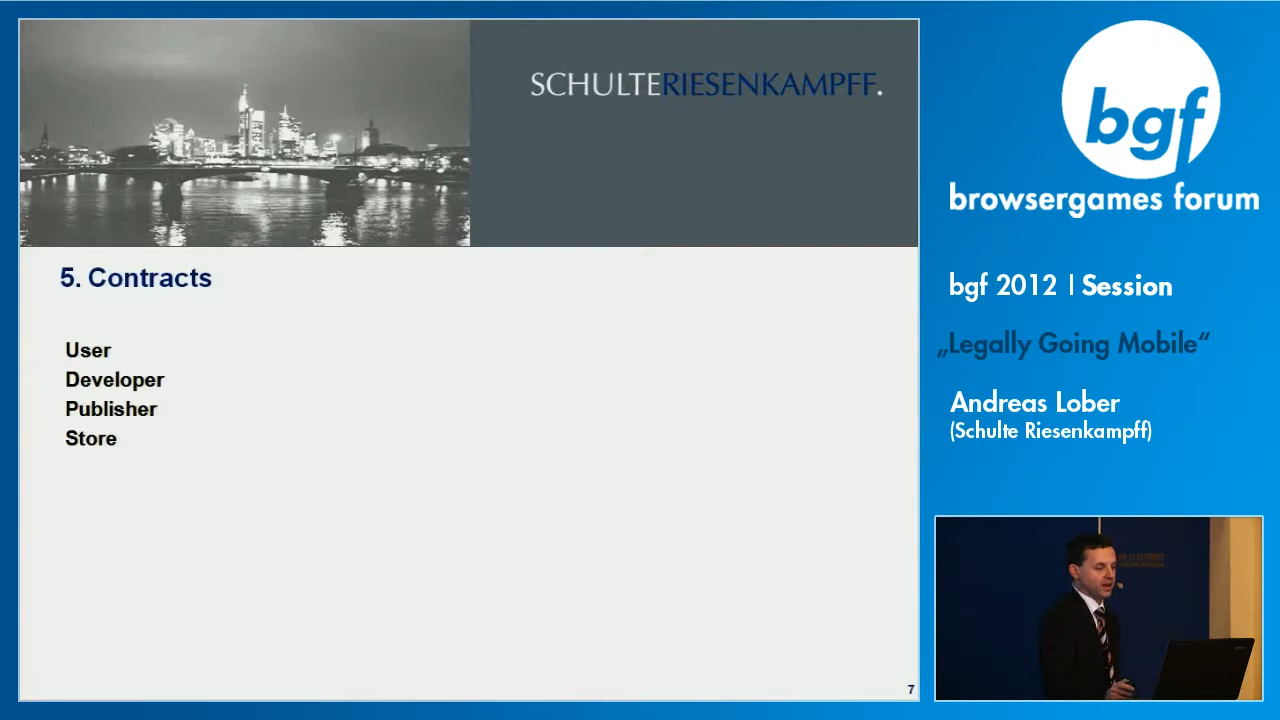 SCHULTERIESENKAMPFF.
5. Contracts
User
Developer
Publisher
Store
7
bgf
browsergames forum
bgf 2012 | Session
„Legally Going Mobile“
Andreas Lober
(Schulte Riesenkampff)